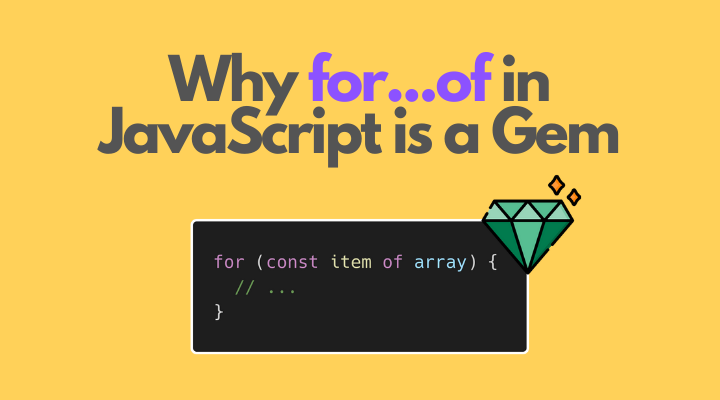 Why for...of in
JavaScript is a Gem
for (const item of array) {
  // ...
}